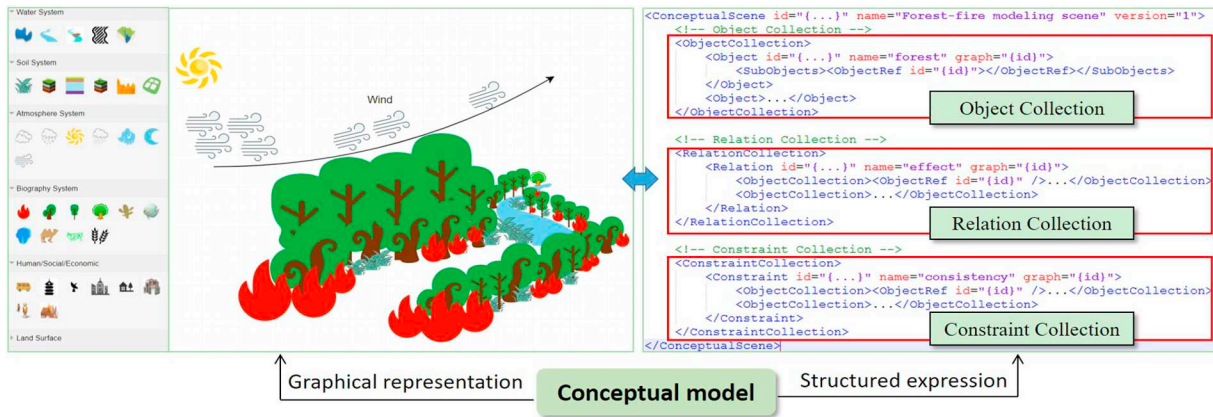 Water System
Soil System
Atmosphere System
Biography System
Human/Social/Economic
Land Surface
Wind
<ConceptualScene id="{...}" name="Forest-fire modeling scene" version="1">
<!-- Object Collection -->
<ObjectCollection>
<Object id="{...}" name="forest" graph="{id}">
<SubObjects><ObjectRef id="{id}"></ObjectRef></SubObjects>
</Object>
<Object>...</Object>
</ObjectCollection>
Object Collection
<!-- Relation Collection -->
<RelationCollection>
<Relation id="{...}" name="effect" graph="{id}">
<ObjectCollection><ObjectRef id="{id}" />...</ObjectCollection>
<ObjectCollection>...</ObjectCollection>
</Relation>
</RelationCollection>
Relation Collection
<!-- Constraint Collection -->
<ConstraintCollection>
<Constraint id="{...}" name="consistency" graph="{id}">
<ObjectCollection><ObjectRef id="{id}" />...</ObjectCollection>
<ObjectCollection>...</ObjectCollection>
</Constraint>
</ConstraintCollection>
Constraint Collection
</ConceptualScene>
Graphical representation
Conceptual model
Structured expression